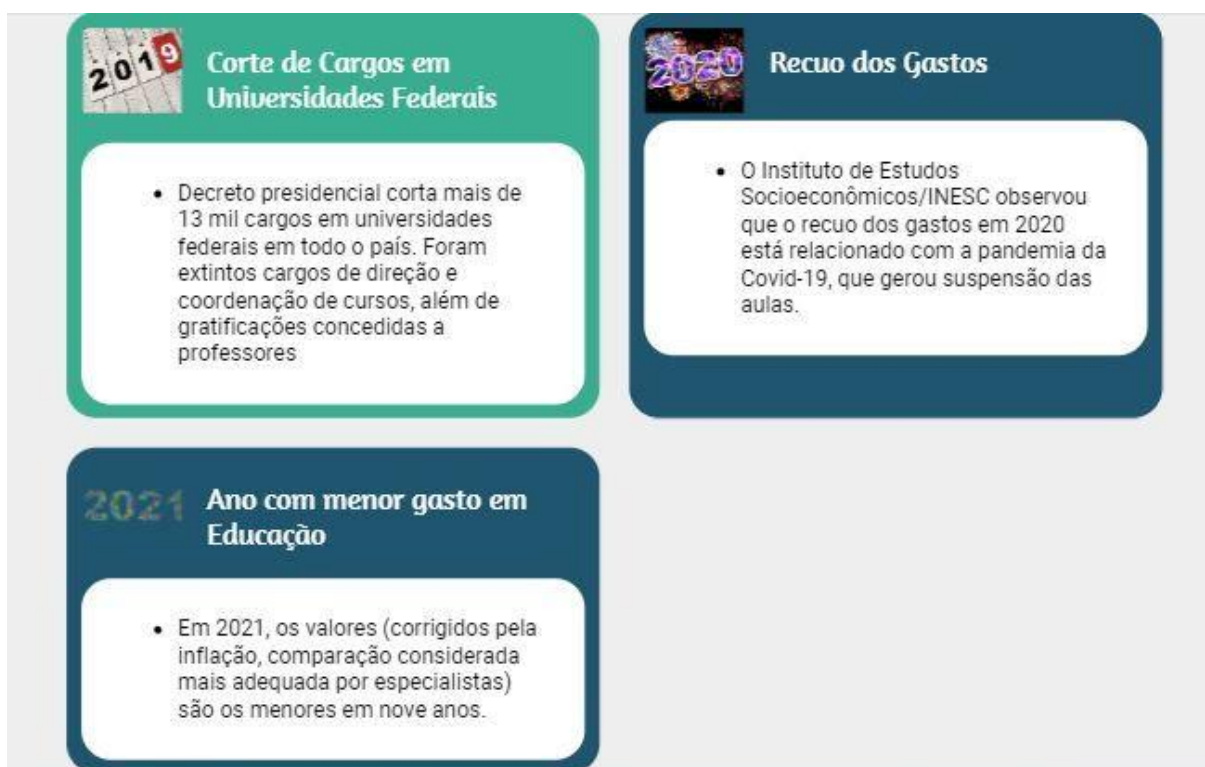 2019
Corte de Cargos em
Universidades Federais
• Decreto presidencial corta mais de
13 mil cargos em universidades
federais em todo o país. Foram
extintos cargos de direção e
coordenação de cursos, além de
gratificações concedidas a
professores
2020
Recuo dos Gastos
• O Instituto de Estudos
Socioeconômicos/INESC observou
que o recuo dos gastos em 2020
está relacionado com a pandemia da
Covid-19, que gerou suspensão das
aulas.
2021
Ano com menor gasto em
Educação
• Em 2021, os valores (corrigidos pela
inflação, comparação considerada
mais adequada por especialistas)
são os menores em nove anos.